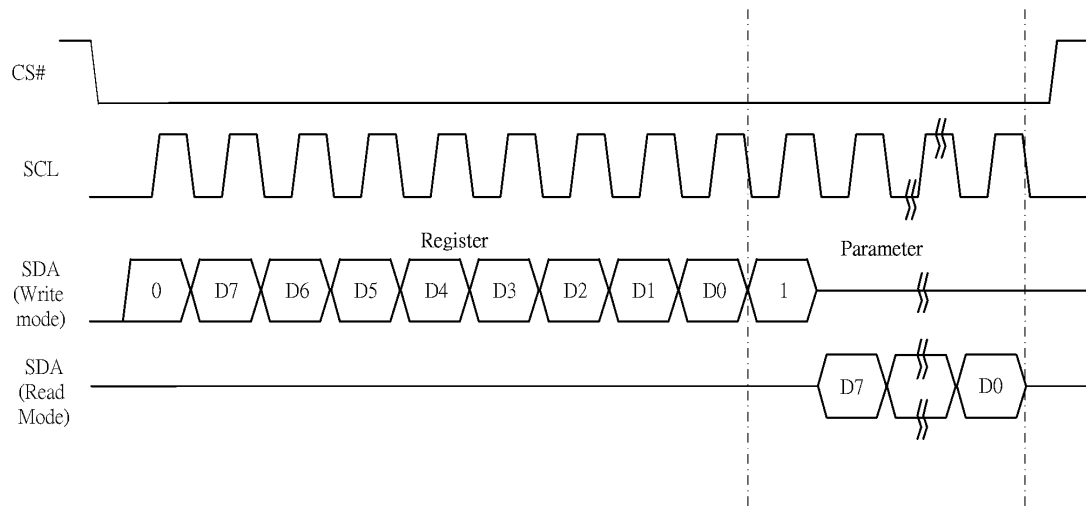 CS#
SCL
Register
Parameter
SDA
(Write
mode)
0 D7 D6 D5 D4 D3 D2 D1 D0 1
SDA
(Read
Mode)
D7 D0